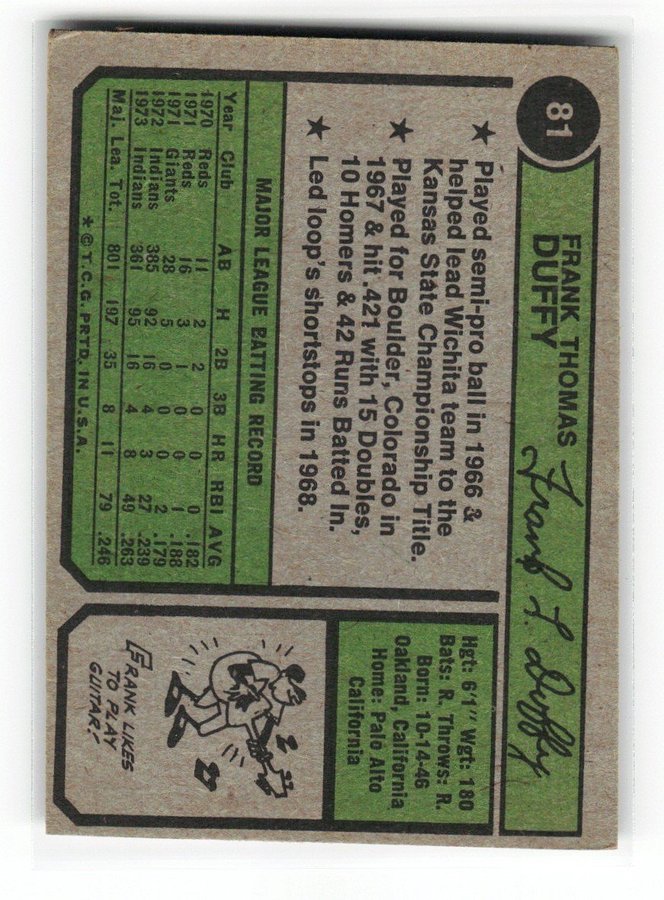 81
FRANK THOMAS
DUFFY
Frank T. Duffy
★ Played semi-pro ball in 1966 &
helped lead Wichita team to the
Kansas State Championship Title.
★ Played for Boulder, Colorado in
1967 & hit .421 with 15 Doubles,
10 Homers & 42 Runs Batted In.
★ Led loop's shortstops in 1968.
MAJOR LEAGUE BATTING RECORD
Year Club AB H 2B 3B HR RBI AVG
1970 Reds 11 2 2 0 0 0 .182
1971 Reds 16 3 1 0 0 1 .188
1971 Giants 28 5 0 0 0 2 .179
1972 Indians 385 92 16 4 3 27 .239
1973 Indians 361 95 16 4 8 49 .263
Maj. Lea. Tot. 801 197 35 8 11 79 .246
* © T.C.G. PRTD. IN U.S.A.
Hgt: 6'1" Wgt: 180
Bats: R. Throws: R.
Born: 10-14-46
Oakland, California
Home: Palo Alto
California
FRANK LIKES
TO PLAY
GUITAR!